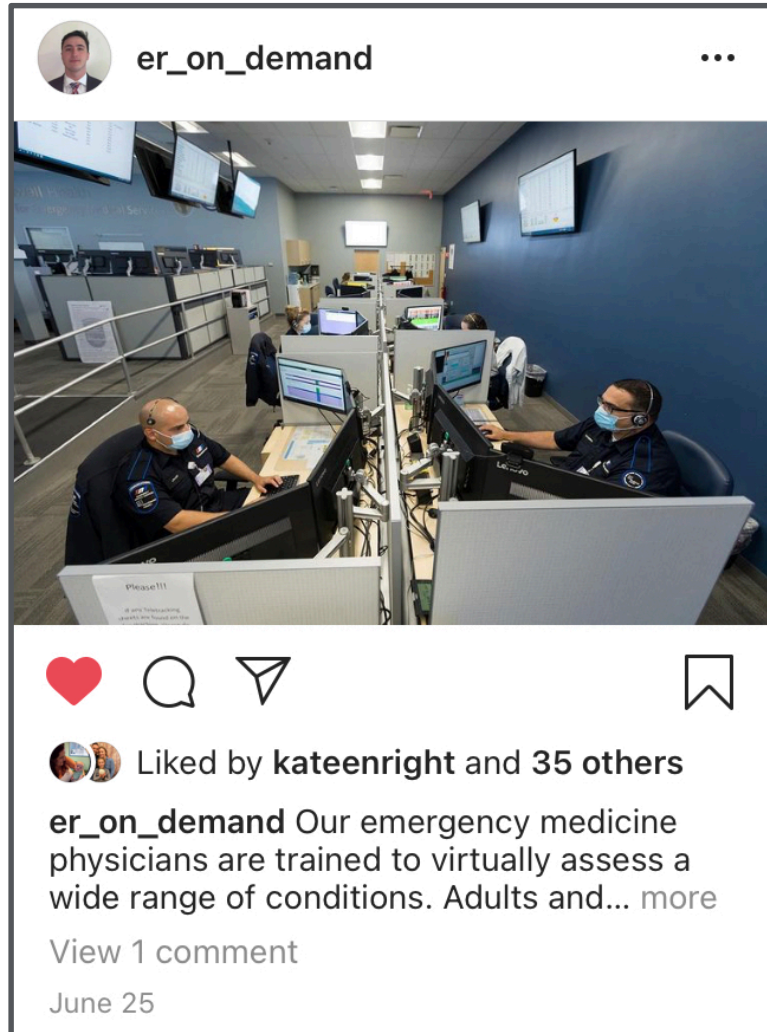 er_on_demand
Lenovo
Please!!!
Liked by kateenright and 35 others
er_on_demand Our emergency medicine
physicians are trained to virtually assess a
wide range of conditions. Adults and... more
View 1 comment
June 25